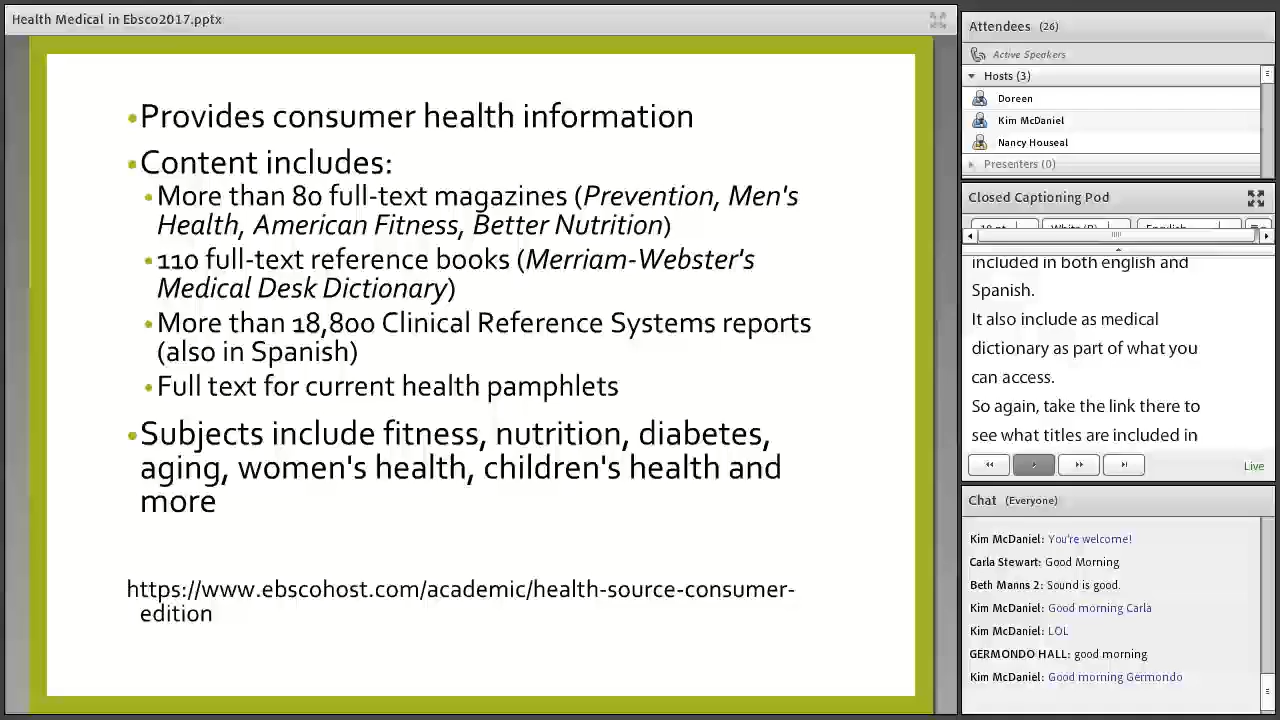 Health Medical in Ebsco2017.pptx
•Provides consumer health information
•Content includes:
•More than 80 full-text magazines (Prevention, Men's
Health, American Fitness, Better Nutrition)
•110 full-text reference books (Merriam-Webster's
Medical Desk Dictionary)
•More than 18,800 Clinical Reference Systems reports
(also in Spanish)
•Full text for current health pamphlets
•Subjects include fitness, nutrition, diabetes,
aging, women's health, children's health and
more
https://www.ebscohost.com/academic/health-source-consumer-
edition
Attendees (26)
Active Speakers
Hosts (3)
Doreen
Kim McDaniel
Nancy Houseal
Presenters (0)
Closed Captioning Pod
included in both english and
Spanish.
It also include as medical
dictionary as part of what you
can access.
So again, take the link there to
see what titles are included in
Live
Chat (Everyone)
Kim McDaniel: You're welcome!
Carla Stewart: Good Morning
Beth Manns 2: Sound is good.
Kim McDaniel: Good morning Carla
Kim McDaniel: LOL
GERMONDO HALL: good morning
Kim McDaniel: Good morning Germondo